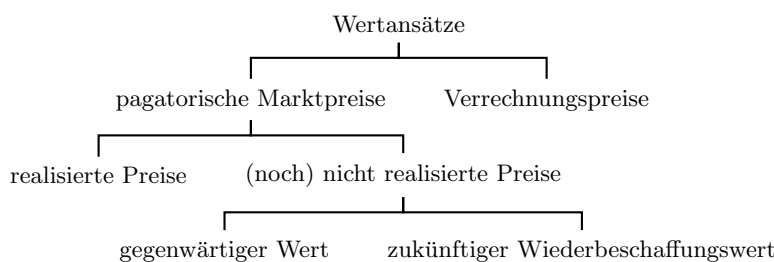 Wertansätze
pagatorische Marktpreise Verrechnungspreise
realisierte Preise (noch) nicht realisierte Preise
gegenwärtiger Wert zukünftiger Wiederbeschaffungswert